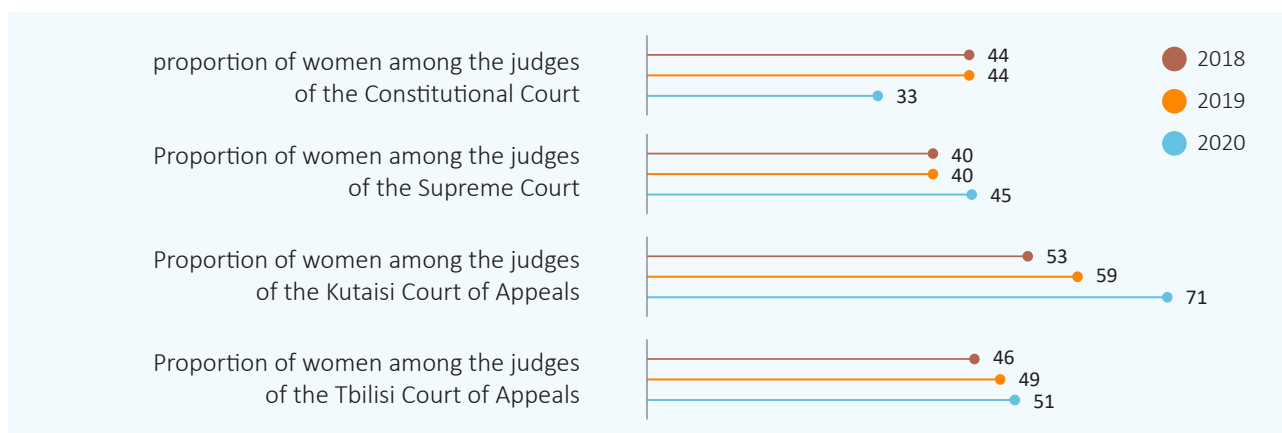 proportion of women among the judges
of the Constitutional Court
44
44
33
2018
2019
2020
Proportion of women among the judges
of the Supreme Court
40
40
45
Proportion of women among the judges
of the Kutaisi Court of Appeals
53
59
71
Proportion of women among the judges
of the Tbilisi Court of Appeals
46
49
51